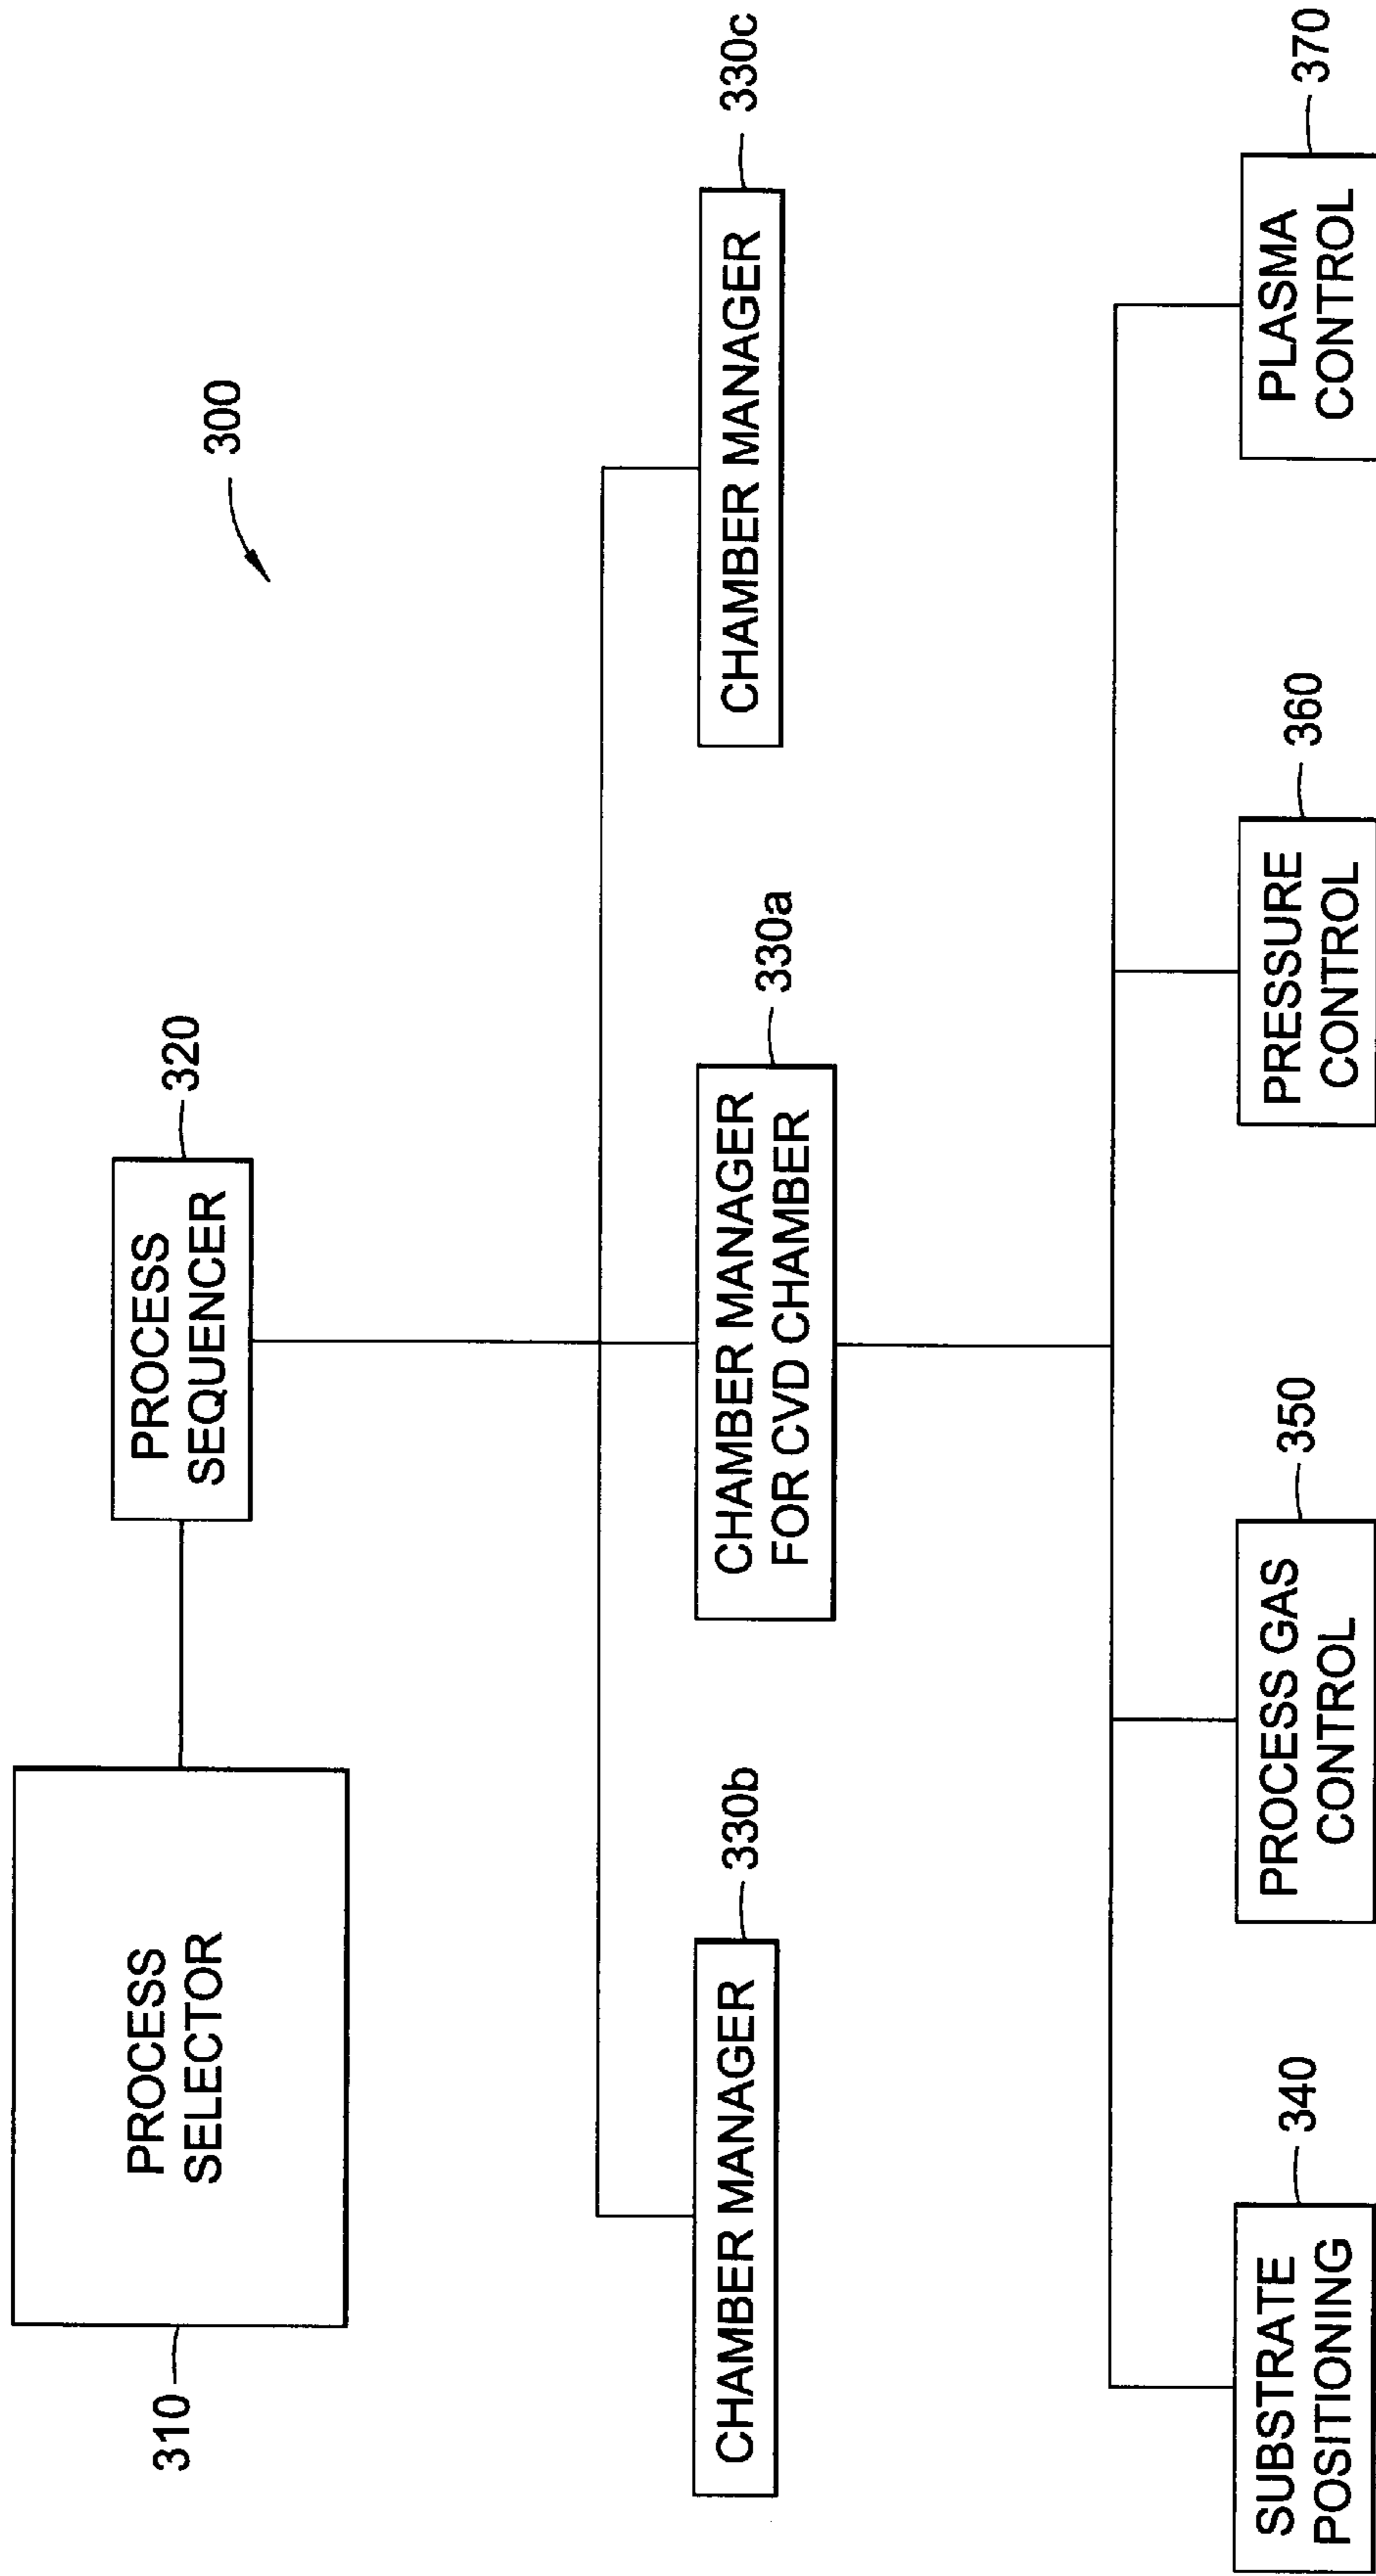 300
310
PROCESS
SELECTOR
320
PROCESS
SEQUENCER
330b
CHAMBER MANAGER
330a
CHAMBER MANAGER
FOR CVD CHAMBER
330c
CHAMBER MANAGER
340
SUBSTRATE
POSITIONING
350
PROCESS GAS
CONTROL
360
PRESSURE
CONTROL
370
PLASMA
CONTROL